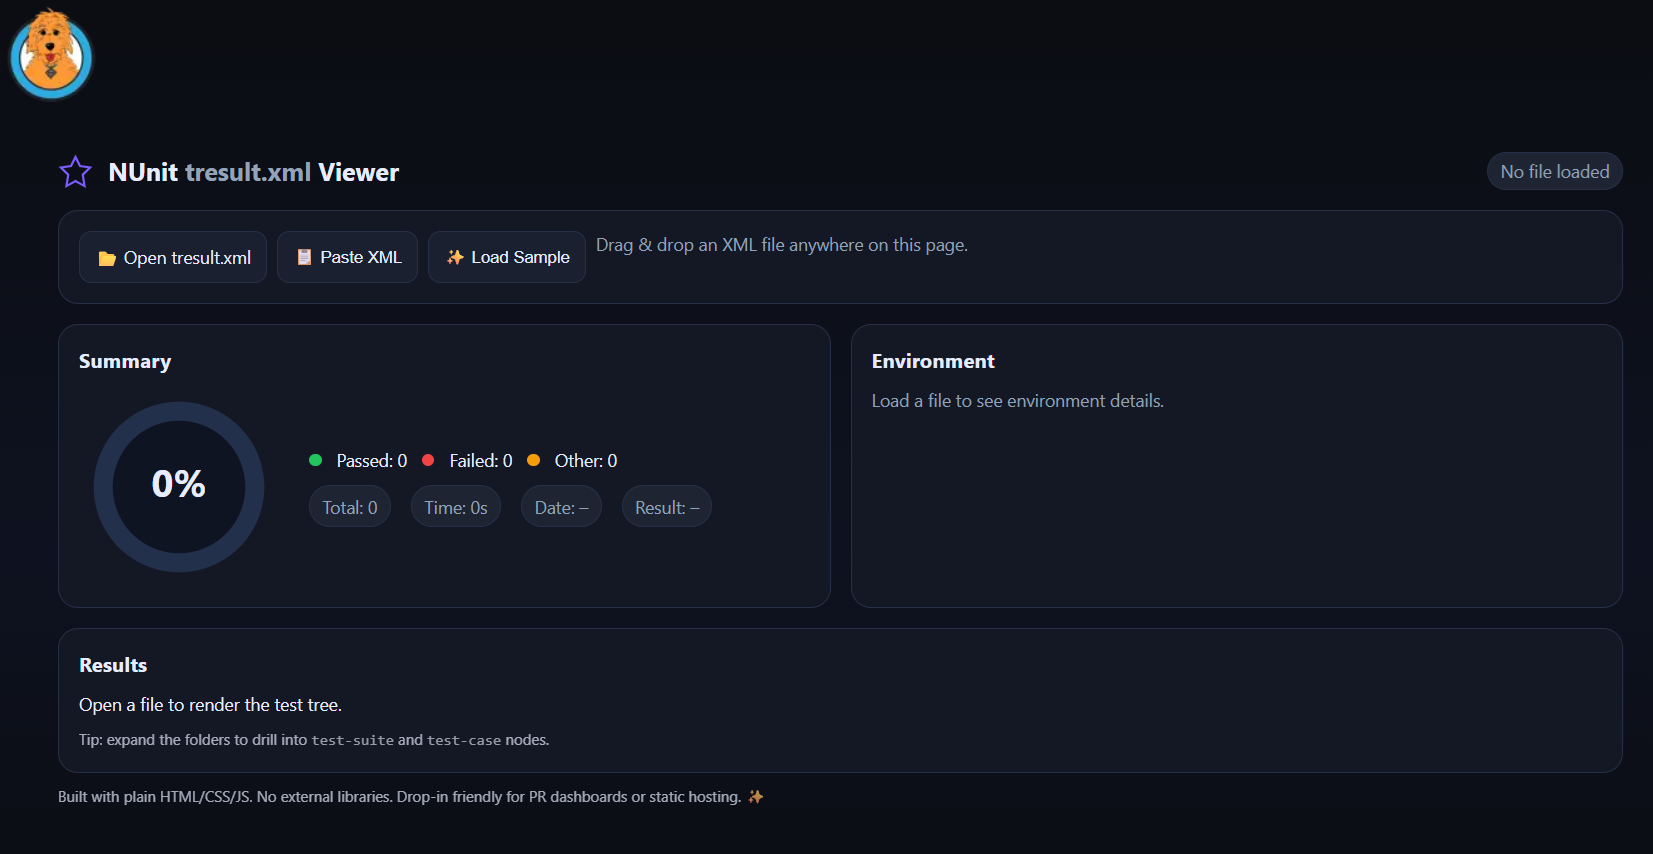 NUnit tresult.xml Viewer
No file loaded
Open tresult.xml
Paste XML
Load Sample
Drag & drop an XML file anywhere on this page.
Summary
0%
Passed: 0
Failed: 0
Other: 0
Total: 0
Time: 0s
Date: –
Result: –
Environment
Load a file to see environment details.
Results
Open a file to render the test tree.
Tip: expand the folders to drill into test-suite and test-case nodes.
Built with plain HTML/CSS/JS. No external libraries. Drop-in friendly for PR dashboards or static hosting. ✨